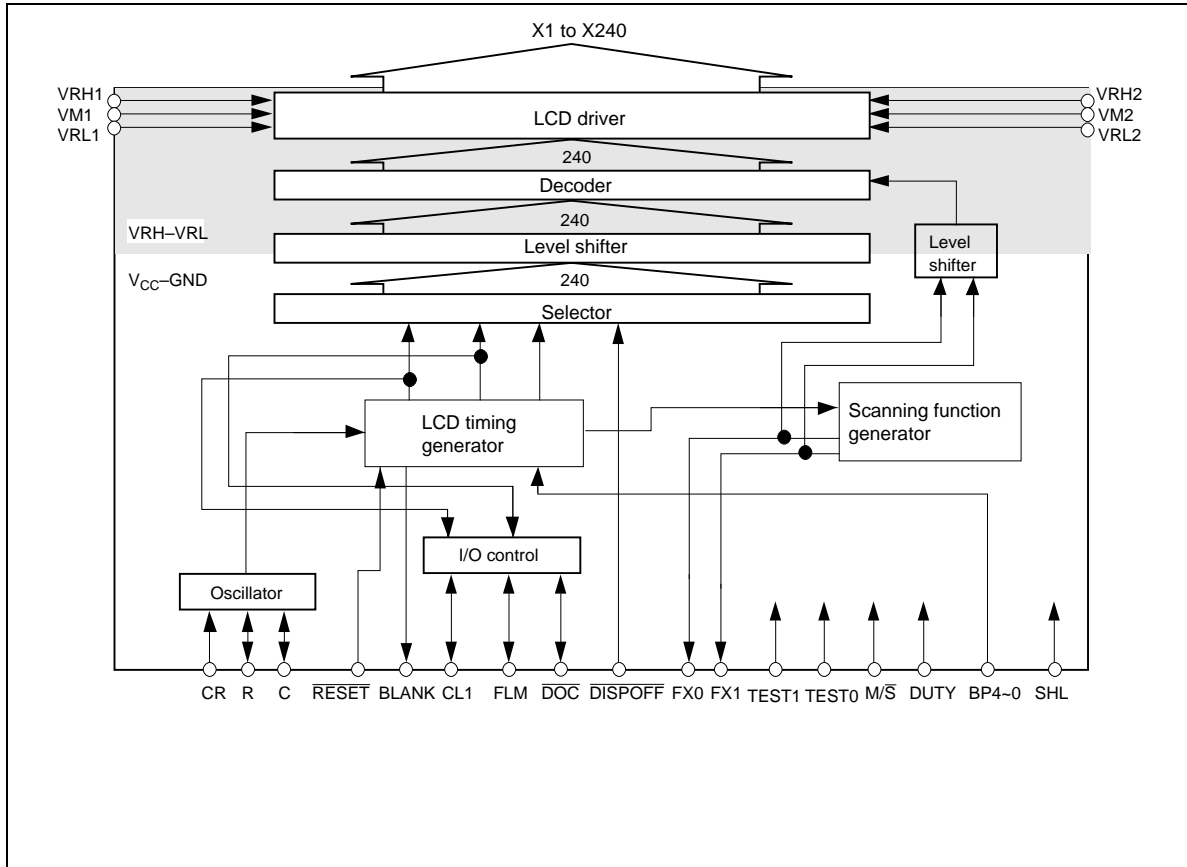 X1 to X240
VRH1
VM1
VRL1
VRH2
VM2
VRL2
LCD driver
240
Decoder
240
VRH–VRL
Level shifter
Level
shifter
VCC–GND
240
Selector
LCD timing
generator
Scanning function
generator
I/O control
Oscillator
CR R C RESET BLANK CL1 FLM DOC DISPOFF FX0 FX1 TEST1 TEST0 M/S DUTY BP4~0 SHL